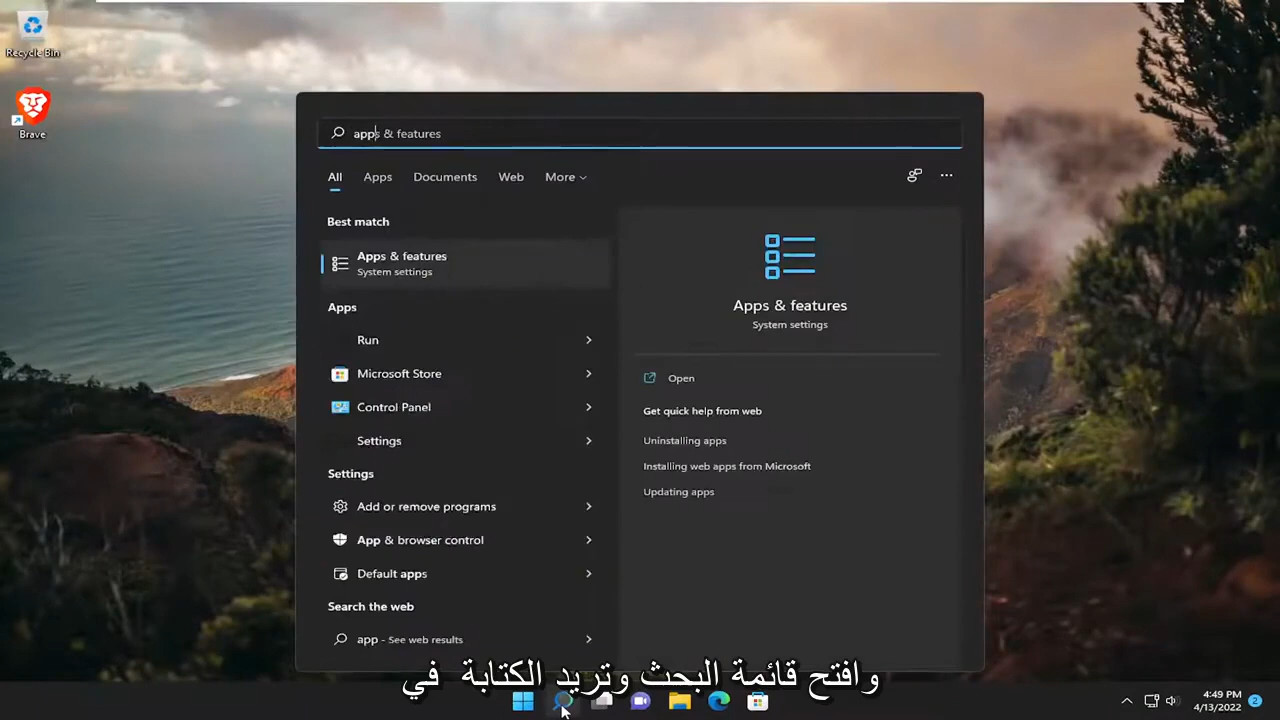 Recycle Bin
Brave
apps & features
All Apps Documents Web More
Best match
Apps & features
System settings
Apps
Run
Microsoft Store
Control Panel
Settings
Settings
Add or remove programs
App & browser control
Default apps
Search the web
app - See web results
Apps & features
System settings
Open
Get quick help from web
Uninstalling apps
Installing web apps from Microsoft
Updating apps
وافتح قائمة البحث وتريد الكتابة في
4:49 PM
4/13/2022
2